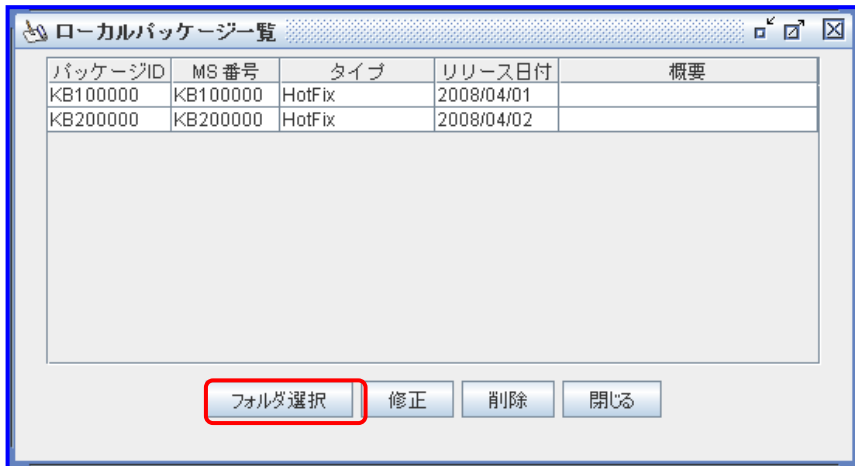 ローカルパッケージ一覧
パッケージID MS番号 タイプ リリース日付 概要
KB100000 KB100000 HotFix 2008/04/01
KB200000 KB200000 HotFix 2008/04/02
フォルダ選択 修正 削除 閉じる